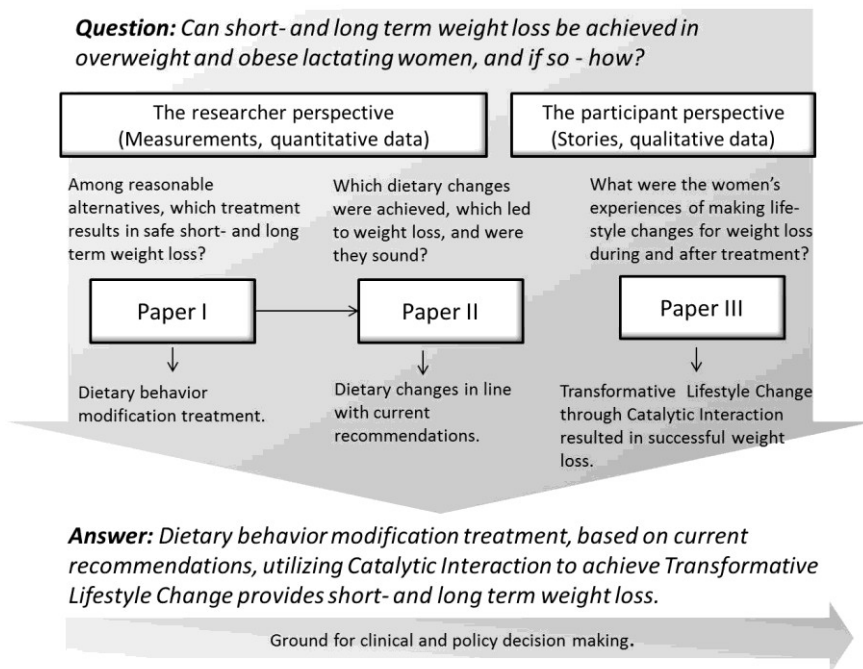 Question: Can short- and long term weight loss be achieved in
overweight and obese lactating women, and if so - how?
The researcher perspective
(Measurements, quantitative data)
The participant perspective
(Stories, qualitative data)
Among reasonable
alternatives, which treatment
results in safe short- and long
term weight loss?
Which dietary changes
were achieved, which led
to weight loss, and were
they sound?
What were the women's
experiences of making life-
style changes for weight loss
during and after treatment?
Paper I
Paper II
Paper III
Dietary behavior
modification treatment.
Dietary changes in line
with current
recommendations.
Transformative Lifestyle Change
through Catalytic Interaction
resulted in successful weight
loss.
Answer: Dietary behavior modification treatment, based on current
recommendations, utilizing Catalytic Interaction to achieve Transformative
Lifestyle Change provides short- and long term weight loss.
Ground for clinical and policy decision making.